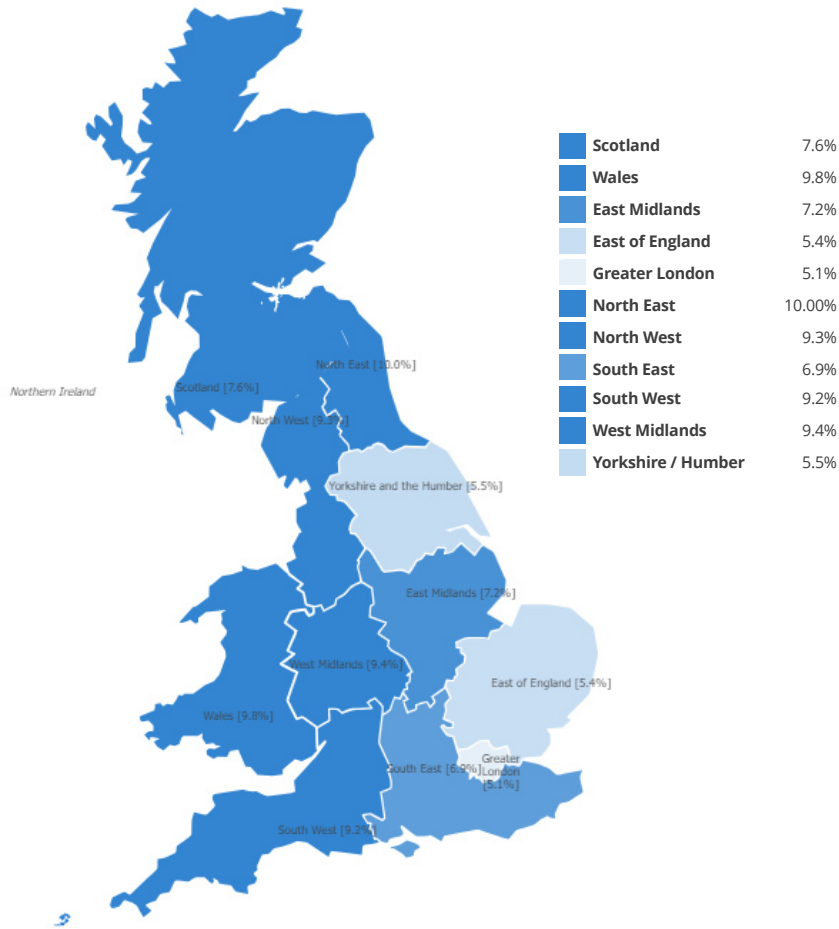 Scotland 7.6%
Wales 9.8%
East Midlands 7.2%
East of England 5.4%
Greater London 5.1%
North East 10.00%
North West 9.3%
South East 6.9%
South West 9.2%
West Midlands 9.4%
Yorkshire / Humber 5.5%
North East [10.0%]
Northern Ireland
Scotland [7.6%]
North West [9.3%]
Yorkshire and the Humber [5.5%]
East Midlands [7.2%]
West Midlands [9.4%]
East of England [5.4%]
Wales [9.8%]
Greater
London
[5.1%]
South East [6.9%]
South West [9.2%]